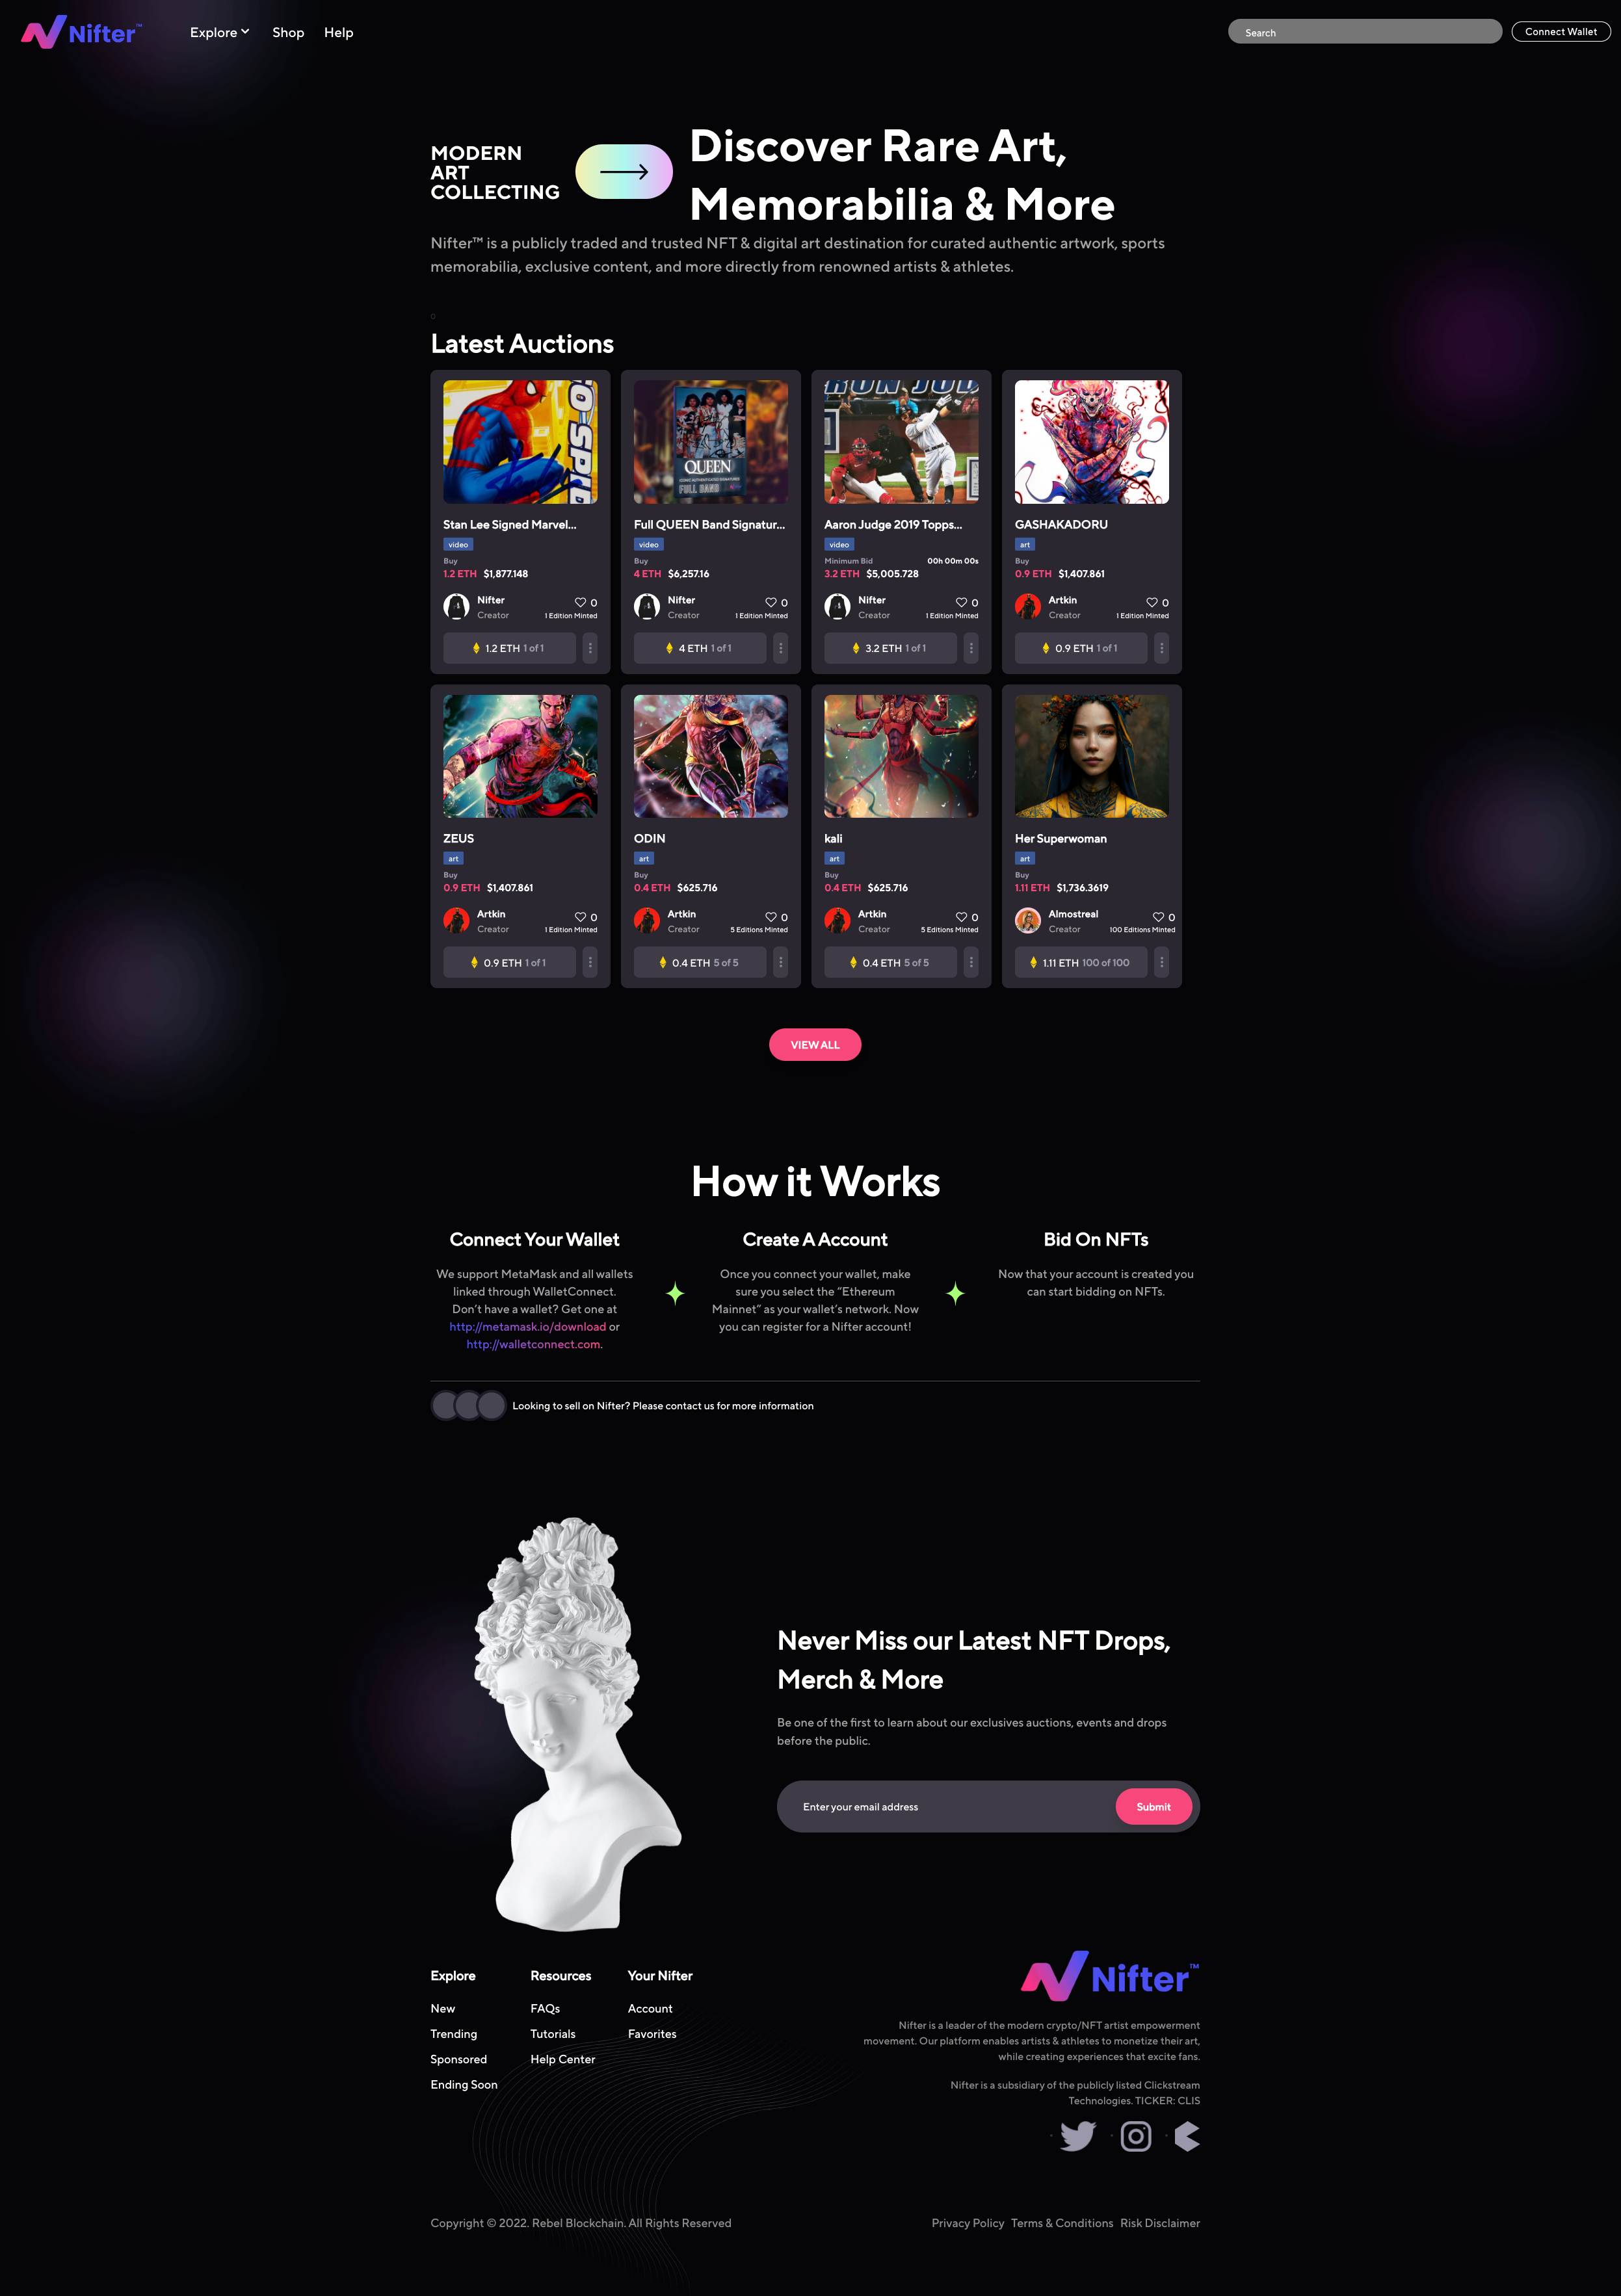 Nifter™
Explore
Shop
Help
Search
Connect Wallet
MODERN
ART
COLLECTING
Discover Rare Art,
Memorabilia & More
Nifter™ is a publicly traded and trusted NFT & digital art destination for curated authentic artwork, sports
memorabilia, exclusive content, and more directly from renowned artists & athletes.
Latest Auctions
O-SPID
Stan Lee Signed Marvel...
video
Buy
1.2 ETH $1,877.148
Nifter
0
Creator
1 Edition Minted
1.2 ETH 1 of 1
QUEEN
FULL BAND
Full QUEEN Band Signatur...
video
Buy
4 ETH $6,257.16
Nifter
0
Creator
1 Edition Minted
4 ETH 1 of 1
RON JUD
Aaron Judge 2019 Topps...
video
Minimum Bid
00h 00m 00s
3.2 ETH $5,005.728
Nifter
0
Creator
1 Edition Minted
3.2 ETH 1 of 1
GASHAKADORU
art
Buy
0.9 ETH $1,407.861
Artkin
0
Creator
1 Edition Minted
0.9 ETH 1 of 1
ZEUS
art
Buy
0.9 ETH $1,407.861
Artkin
0
Creator
1 Edition Minted
0.9 ETH 1 of 1
ODIN
art
Buy
0.4 ETH $625.716
Artkin
0
Creator
5 Editions Minted
0.4 ETH 5 of 5
kali
art
Buy
0.4 ETH $625.716
Artkin
0
Creator
5 Editions Minted
0.4 ETH 5 of 5
Her Superwoman
art
Buy
1.11 ETH $1,736.3619
Almostreal
0
Creator
100 Editions Minted
1.11 ETH 100 of 100
VIEW ALL
How it Works
Connect Your Wallet
We support MetaMask and all wallets
linked through WalletConnect.
Don't have a wallet? Get one at
http://metamask.io/download or
http://walletconnect.com.
Create A Account
Once you connect your wallet, make
sure you select the "Ethereum
Mainnet" as your wallet's network. Now
you can register for a Nifter account!
Bid On NFTs
Now that your account is created you
can start bidding on NFTs.
Looking to sell on Nifter? Please contact us for more information
Never Miss our Latest NFT Drops,
Merch & More
Be one of the first to learn about our exclusives auctions, events and drops
before the public.
Enter your email address
Submit
Explore
New
Trending
Sponsored
Ending Soon
Resources
FAQs
Tutorials
Help Center
Your Nifter
Account
Favorites
Nifter™
Nifter is a leader of the modern crypto/NFT artist empowerment
movement. Our platform enables artists & athletes to monetize their art,
while creating experiences that excite fans.
Nifter is a subsidiary of the publicly listed Clickstream
Technologies. TICKER: CLIS
Copyright © 2022. Rebel Blockchain. All Rights Reserved
Privacy Policy
Terms & Conditions
Risk Disclaimer